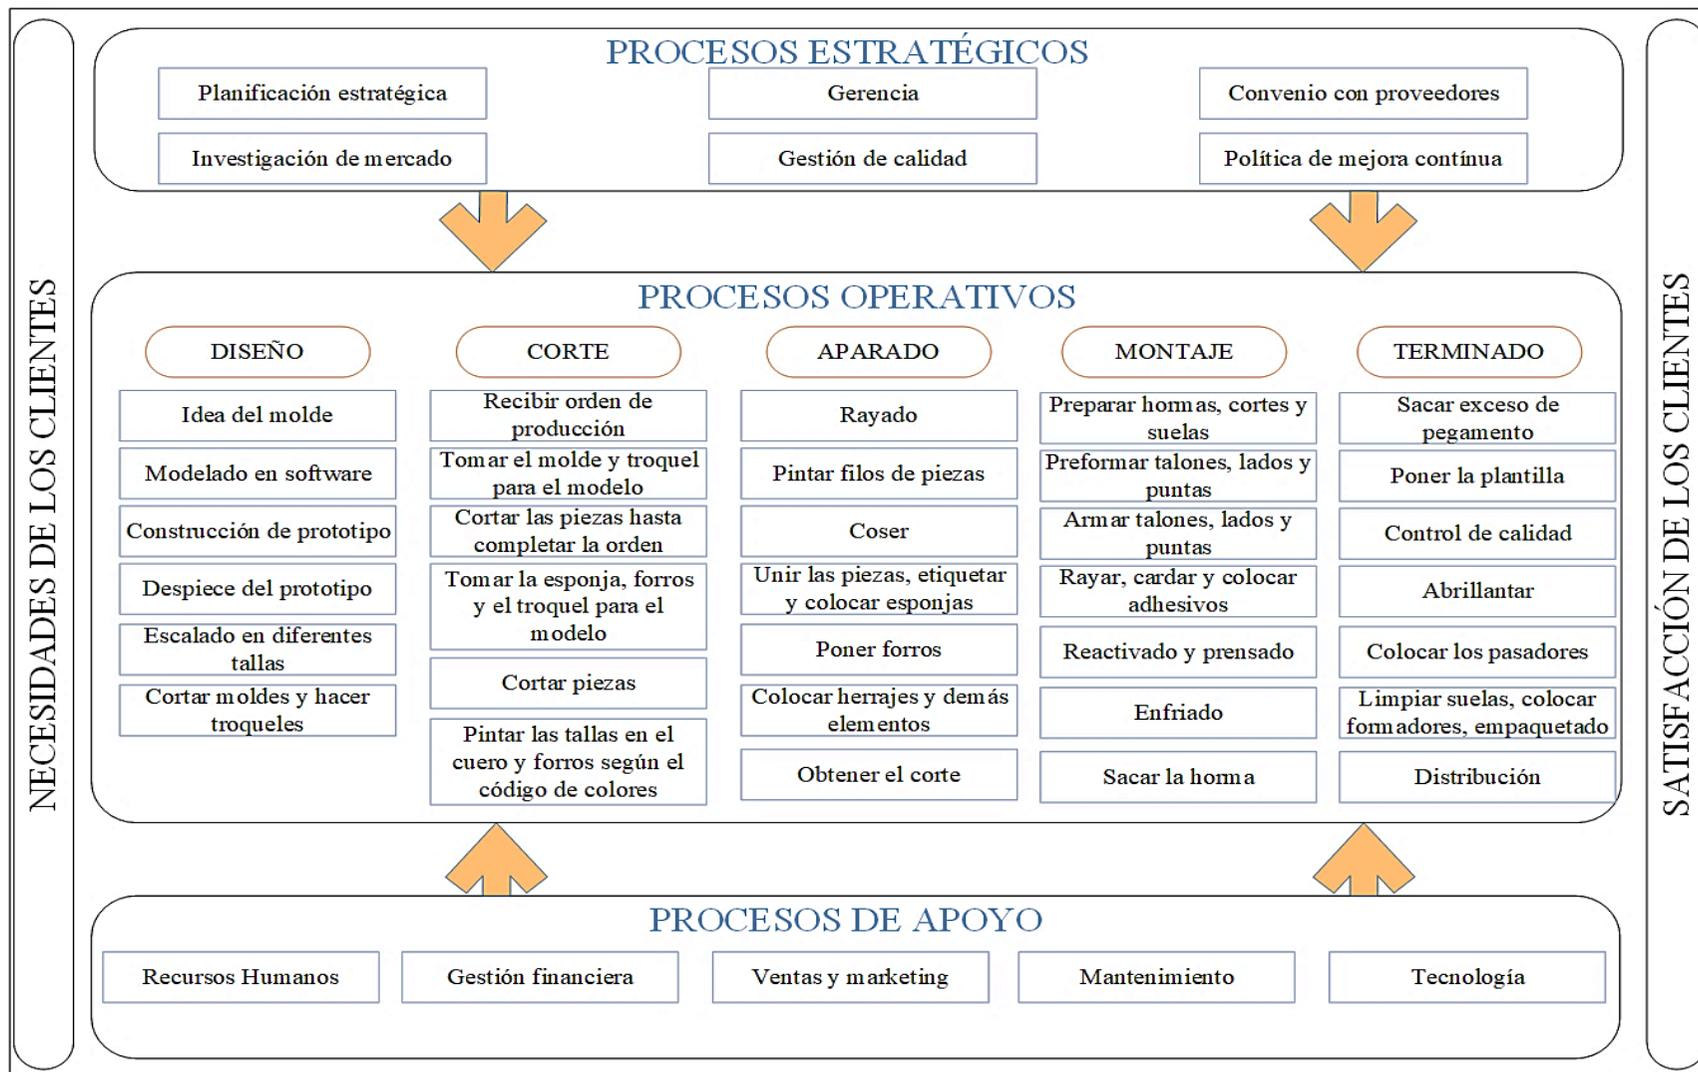 PROCESOS ESTRATÉGICOS
Planificación estratégica
Gerencia
Convenio con proveedores
Investigación de mercado
Gestión de calidad
Política de mejora contínua
NECESIDADES DE LOS CLIENTES
PROCESOS OPERATIVOS
DISEÑO
Idea del molde
Modelado en software
Construcción de prototipo
Despiece del prototipo
Escalado en diferentes
tallas
Cortar moldes y hacer
troqueles
CORTE
Recibir orden de
producción
Tomar el molde y troquel
para el modelo
Cortar las piezas hasta
completar la orden
Tomar la esponja, forros
y el troquel para el
modelo
Cortar piezas
Pintar las tallas en el
cuero y forros según el
código de colores
APARADO
Rayado
Pintar filos de piezas
Coser
Unir las piezas, etiquetar
y colocar esponjas
Poner forros
Colocar herrajes y demás
elementos
Obtener el corte
MONTAJE
Preparar hormas, cortes y
suelas
Preformar talones, lados y
puntas
Armar talones, lados y
puntas
Rayar, cardar y colocar
adhesivos
Reactivado y prensado
Enfriado
Sacar la horma
TERMINADO
Sacar exceso de
pegamento
Poner la plantilla
Control de calidad
Abrillantar
Colocar los pasadores
Limpiar suelas, colocar
formadores, empaquetado
Distribución
SATISFACCIÓN DE LOS CLIENTES
PROCESOS DE APOYO
Recursos Humanos
Gestión financiera
Ventas y marketing
Mantenimiento
Tecnología